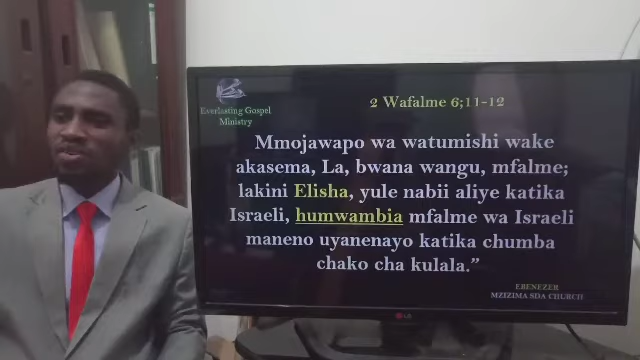 Everlasting Gospel
Ministry
2 Wafalme 6;11-12
Mmojawapo wa watumishi wake
akasema, La, bwana wangu, mfalme;
lakini Elisha, yule nabii aliye katika
Israeli, humwambia mfalme wa Israeli
maneno uyanenayo katika chumba
chako cha kulala.”
EBENEZER
MZIZIMA SDA CHURCH
LG